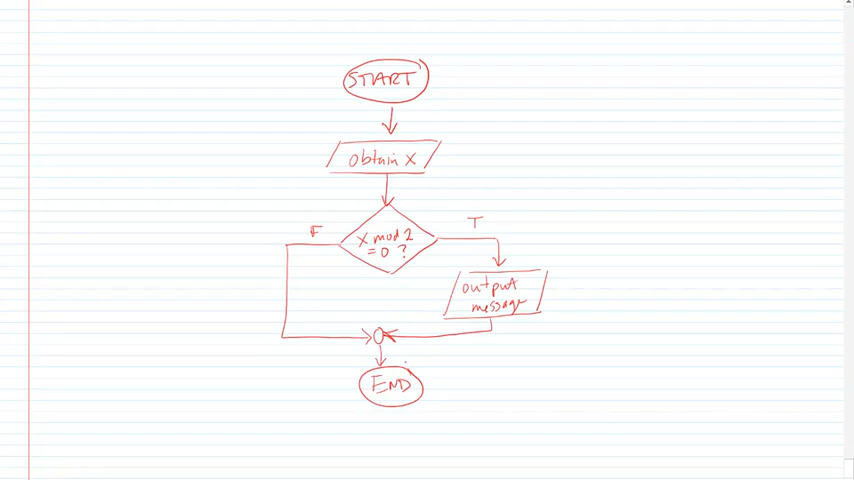 START
obtain X
F
T
X mod 2
= 0 ?
output
message
END